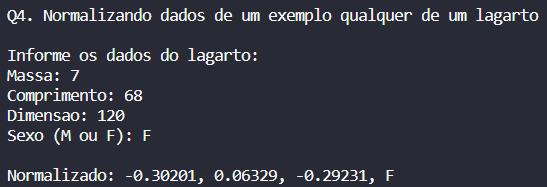 Q4. Normalizando dados de um exemplo qualquer de um lagarto
Informe os dados do lagarto:
Massa: 7
Comprimento: 68
Dimensao: 120
Sexo (M ou F): F
Normalizado: -0.30201, 0.06329, -0.29231, F